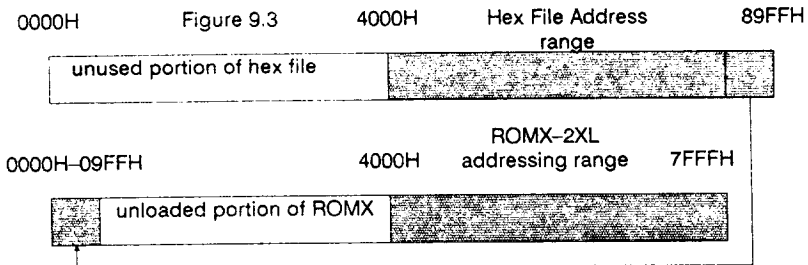 0000H Figure 9.3 4000H Hex File Address 89FFH
range
unused portion of hex file
ROMX-2XL
0000H-09FFH 4000H addressing range 7FFFH
unloaded portion of ROMX